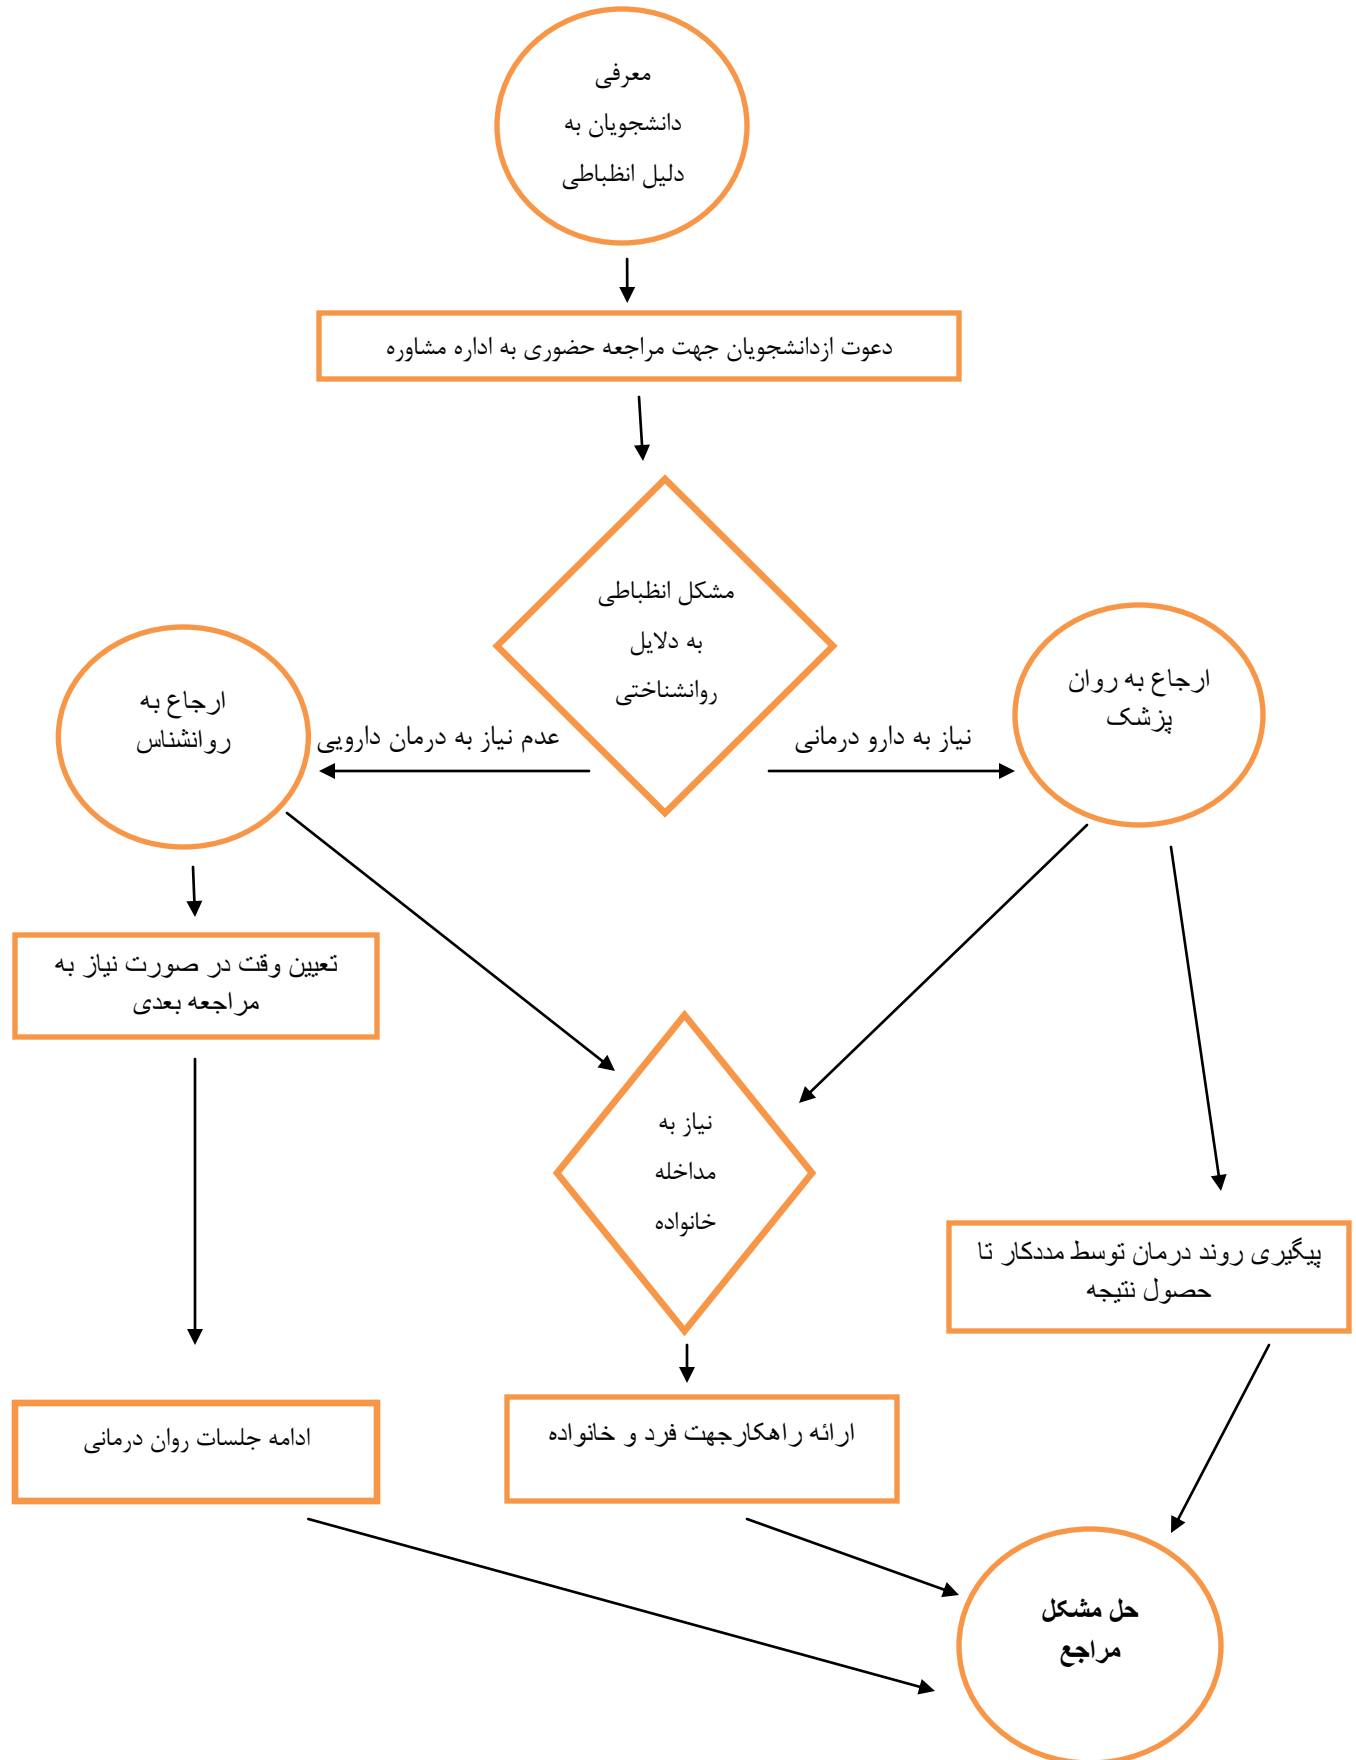 معرفی
دانشجویان به
دلیل انظباطی
دعوت ازدانشجویان جهت مراجعه حضوری به اداره مشاوره
مشکل انظباطی
به دلایل
روانشناختی
ارجاع به روان
پزشک
ارجاع به
روانشناس
نیاز به دارو درمانی
عدم نیاز به درمان دارویی
تعیین وقت در صورت نیاز به
مراجعه بعدی
نیاز به
مداخله
خانواده
پیگیری روند درمان توسط مددکار تا
حصول نتیجه
ارائه راهکارجهت فرد و خانواده
ادامه جلسات روان درمانی
حل مشکل
مراجع